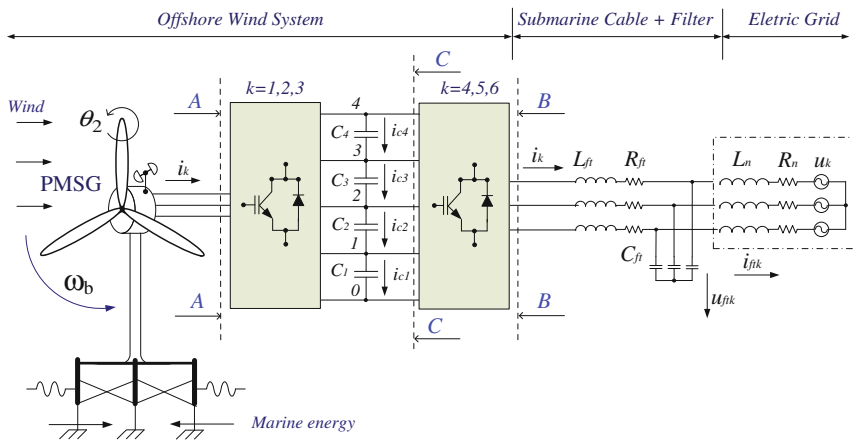 Offshore Wind System
Submarine Cable + Filter
Eletric Grid
C
k=1,2,3
k=4,5,6
A
B
Wind
θ2
4
C4
ic4
3
ik
ik
Lft
Rft
Ln
Rn
uk
PMSG
C3
ic3
2
C2
ic2
1
ωb
C1
ic1
0
Cft
iftk
uftk
A
B
C
Marine energy